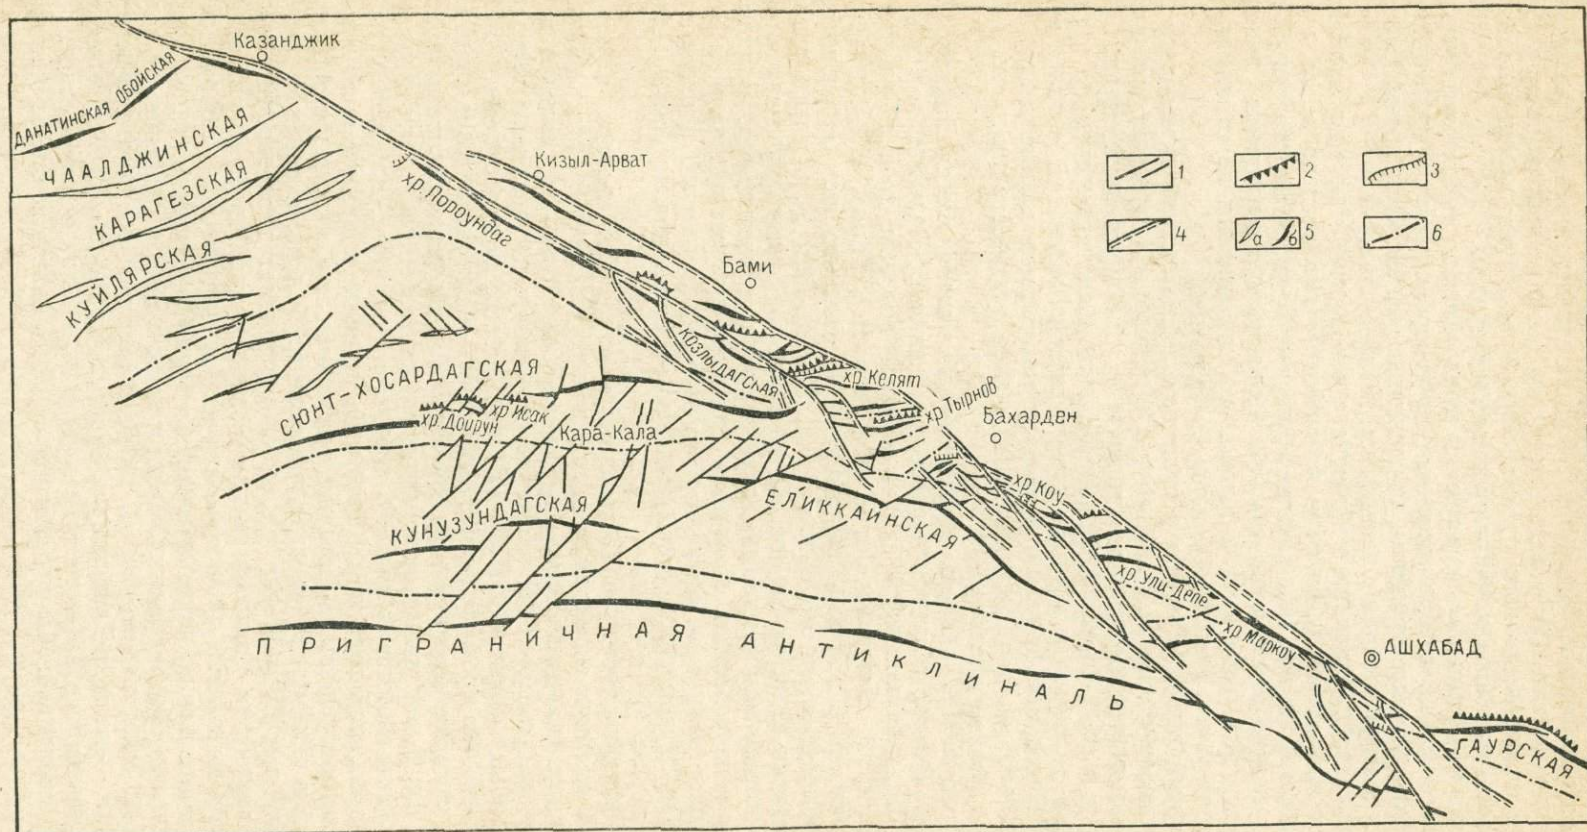 Казанджик
ДАНАТИНСКАЯ
ОБОЙСКАЯ
ЧААЛДЖИНСКАЯ
КАРАГЕЗСКАЯ
КУЙЛЯРСКАЯ
Кизыл-Арват
хр. Пороундаг
1
2
3
4
а
в
5
6
Бами
КОЗЛЫДАГСКАЯ
хр. Келят
хр. Тырнов
Бахарден
СЮНТ-ХОСАРДАГСКАЯ
хр. Исак
хр. Доирун
Кара-Кала
хр. Коу
ЕЛИККАИНСКАЯ
КУНУЗУНДАГСКАЯ
хр. Ули-Депе
хр. Маркоу
АШХАБАД
ПРИГРАНИЧНАЯ АНТИКЛИНАЛЬ
ГАУРСКАЯ